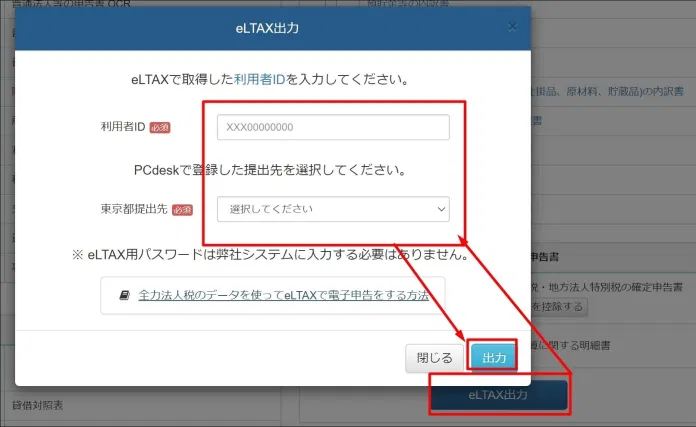 普通法人等の申告書 OCR
預貯金等の内訳書
eLTAX出力
×
eLTAXで取得した利用者IDを入力してください。
利用者ID 必須
XXX00000000
PCdeskで登録した提出先を選択してください。
東京都提出先 必須
選択してください
※ eLTAX用パスワードは弊社システムに入力する必要はありません。
全力法人税のデータを使ってeLTAXで電子申告をする方法
閉じる
出力
掛品、原材料、貯蔵品)の内訳書
書
申告書
税・地方法人特別税の確定申告書
を控除する
に関する明細書
eLTAX出力
貸借対照表